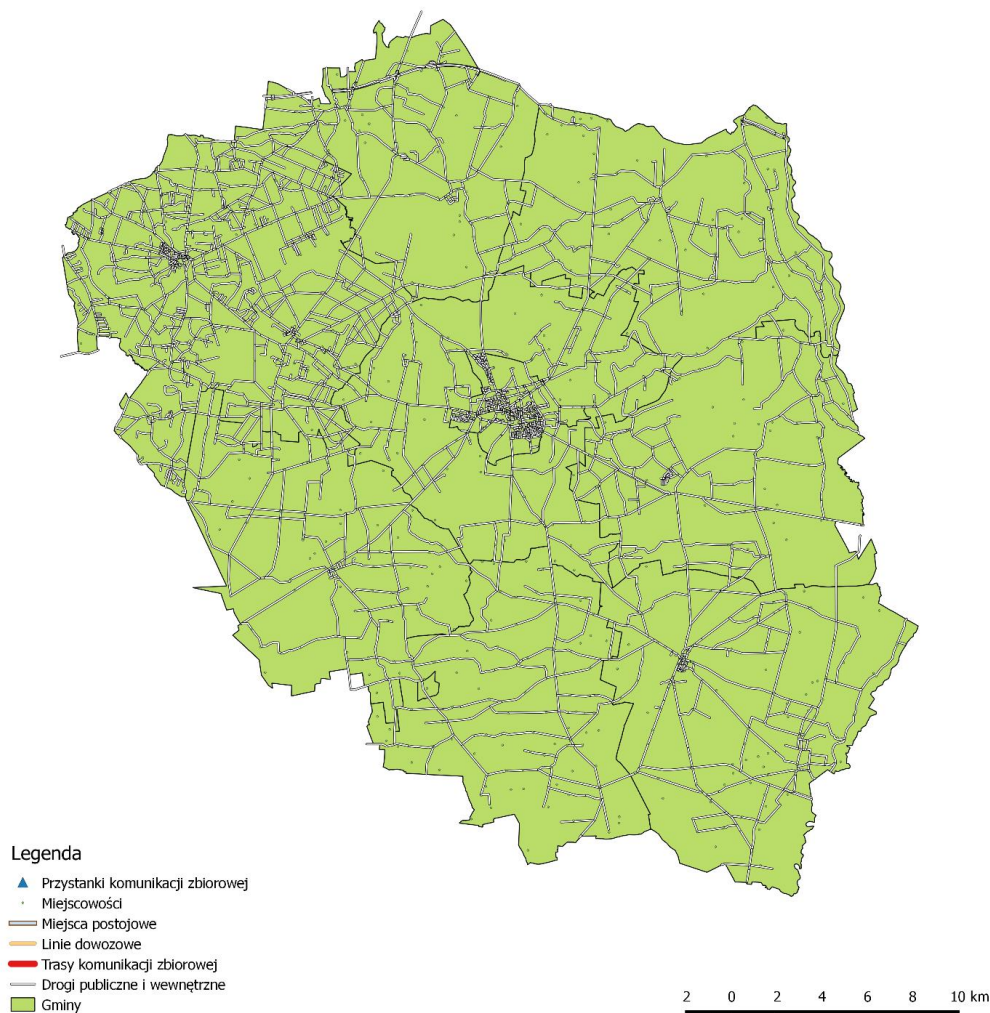 Legenda
Przystanki komunikacji zbiorowej
Miejscowości
Miejsca postojowe
Linie dowozowe
Trasy komunikacji zbiorowej
Drogi publiczne i wewnętrzne
Gminy
2 0 2 4 6 8 10 km